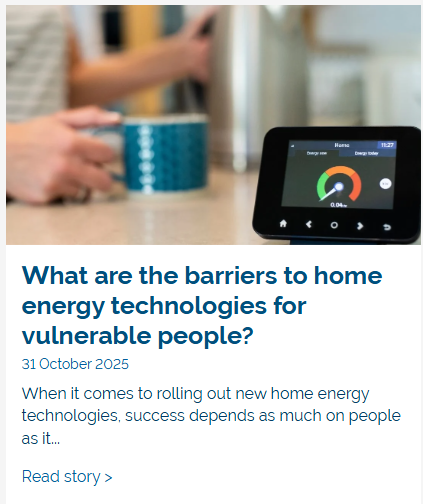 Home 11:27
Energy now Energy today
0.04
What are the barriers to home
energy technologies for
vulnerable people?
31 October 2025
When it comes to rolling out new home energy
technologies, success depends as much on people
as it...
Read story >